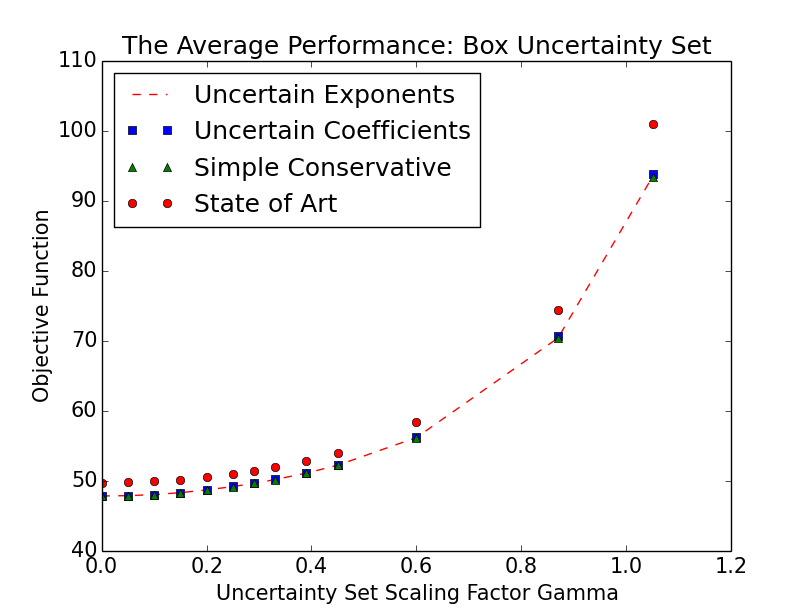 The Average Performance: Box Uncertainty Set
110
100
90
80
70
60
50
40
Objective Function
Uncertain Exponents
Uncertain Coefficients
Simple Conservative
State of Art
0.0 0.2 0.4 0.6 0.8 1.0 1.2
Uncertainty Set Scaling Factor Gamma